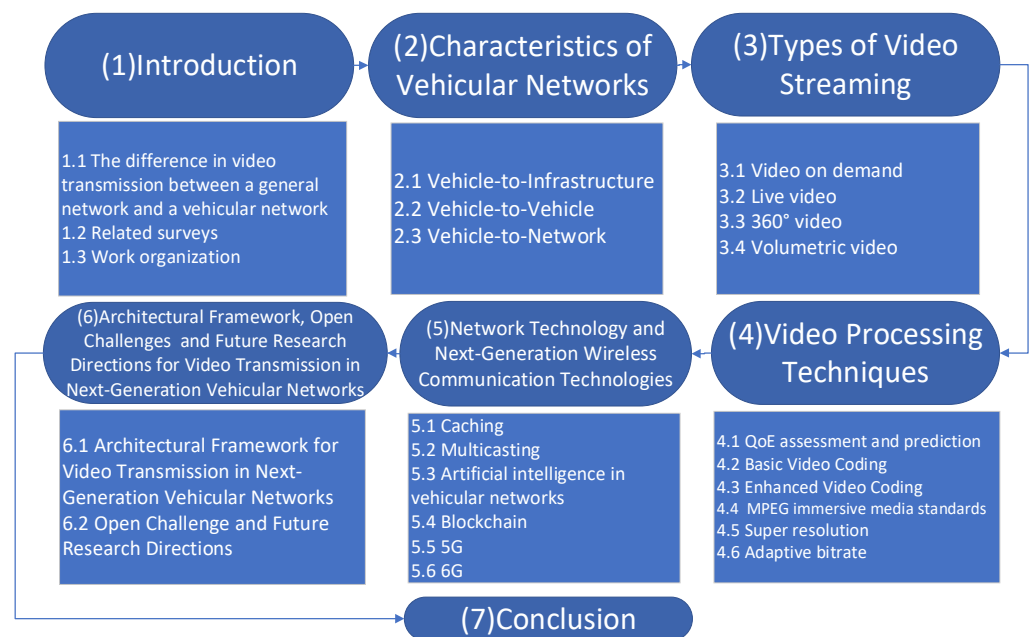 (1)Introduction
1.1 The difference in video
transmission between a general
network and a vehicular network
1.2 Related surveys
1.3 Work organization
(2)Characteristics of
Vehicular Networks
2.1 Vehicle-to-Infrastructure
2.2 Vehicle-to-Vehicle
2.3 Vehicle-to-Network
(3)Types of Video
Streaming
3.1 Video on demand
3.2 Live video
3.3 360° video
3.4 Volumetric video
(4)Video Processing
Techniques
4.1 QoE assessment and prediction
4.2 Basic Video Coding
4.3 Enhanced Video Coding
4.4 MPEG immersive media standards
4.5 Super resolution
4.6 Adaptive bitrate
(5)Network Technology and
Next-Generation Wireless
Communication Technologies
5.1 Caching
5.2 Multicasting
5.3 Artificial intelligence in
vehicular networks
5.4 Blockchain
5.5 5G
5.6 6G
(6)Architectural Framework, Open
Challenges and Future Research
Directions for Video Transmission in
Next-Generation Vehicular Networks
6.1 Architectural Framework for
Video Transmission in Next-
Generation Vehicular Networks
6.2 Open Challenge and Future
Research Directions
(7)Conclusion